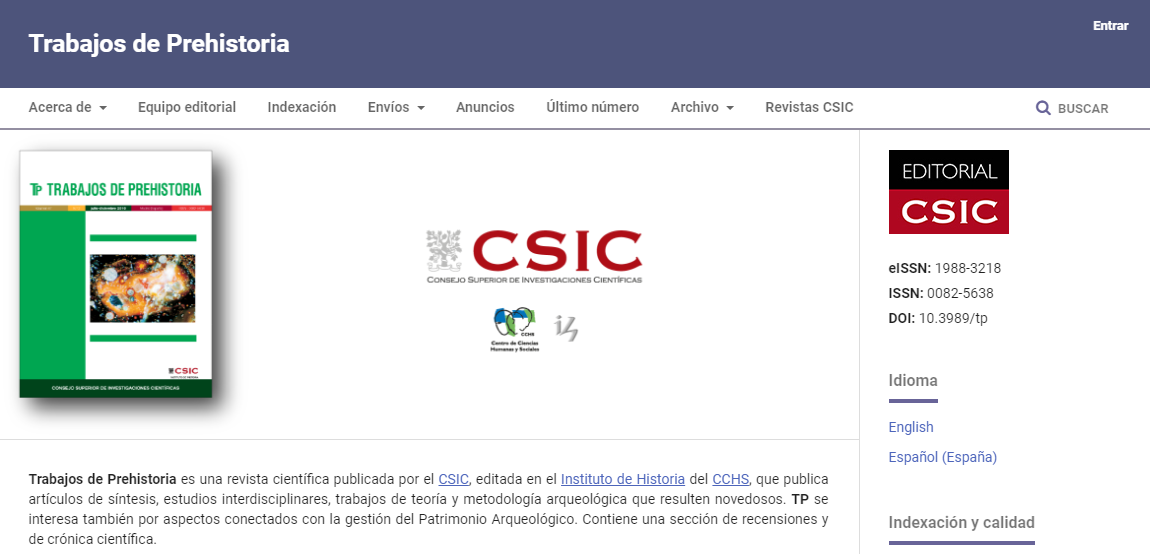 Trabajos de Prehistoria
Entrar
Acerca de
Equipo editorial
Indexación
Envíos
Anuncios
Último número
Archivo
Revistas CSIC
BUSCAR
TP TRABAJOS DE PREHISTORIA
CSIC
CONSEJO SUPERIOR DE INVESTIGACIONES CIENTÍFICAS
CSIC
CONSEJO SUPERIOR DE INVESTIGACIONES CIENTÍFICAS
CCHS
Centro de Ciencias
Humanas y Sociales
Trabajos de Prehistoria es una revista científica publicada por el CSIC, editada en el Instituto de Historia del CCHS, que publica
artículos de síntesis, estudios interdisciplinares, trabajos de teoría y metodología arqueológica que resulten novedosos. TP se
interesa también por aspectos conectados con la gestión del Patrimonio Arqueológico. Contiene una sección de recensiones y
de crónica científica.
EDITORIAL
CSIC
eISSN: 1988-3218
ISSN: 0082-5638
DOI: 10.3989/tp
Idioma
English
Español (España)
Indexación y calidad